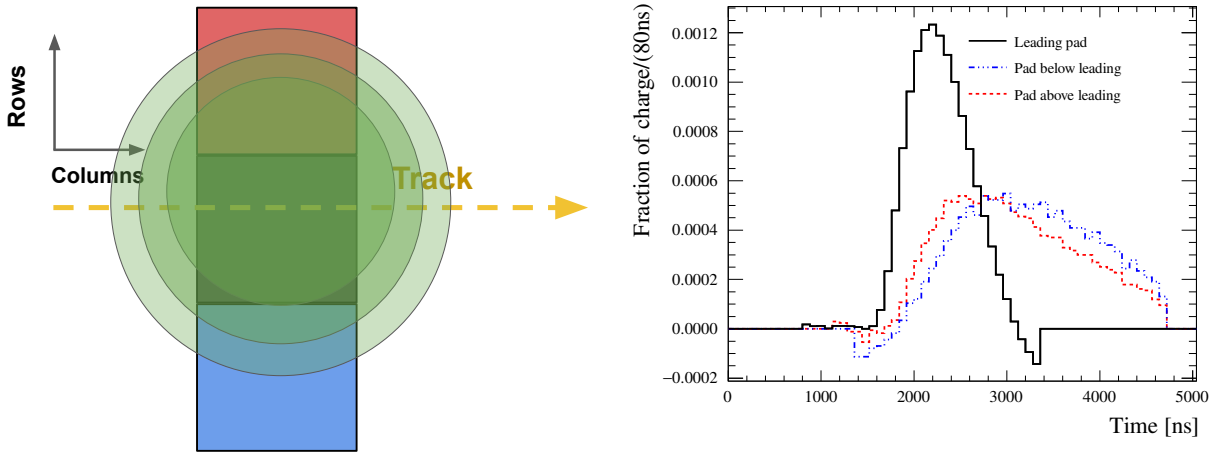 Rows
Columns
Track
Fraction of charge/(80ns)
0.0012
0.0010
0.0008
0.0006
0.0004
0.0002
0.0000
−0.0002
Leading pad
Pad below leading
Pad above leading
0 1000 2000 3000 4000 5000
Time [ns]